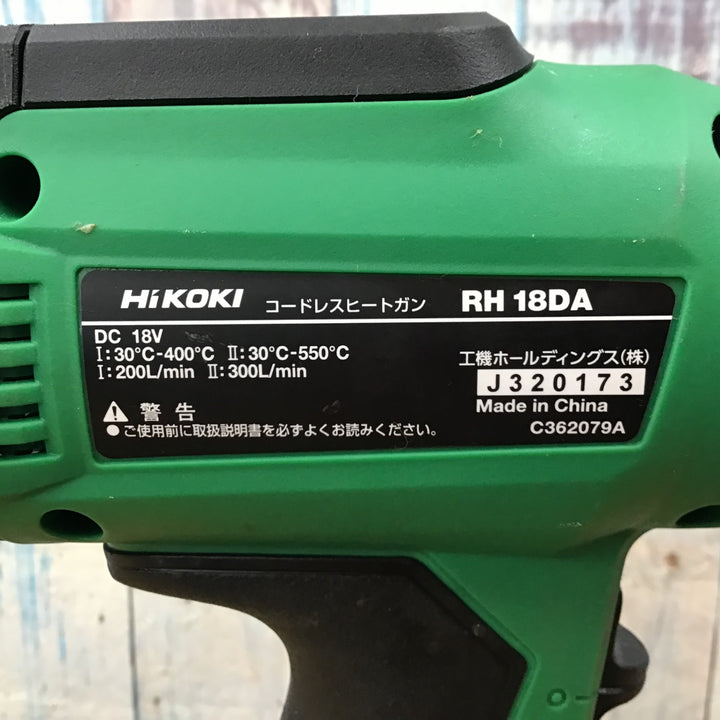 HiKOKI コードレスヒートガン RH 18DA
DC 18V
I:30°C-400°C II:30°C-550°C
I:200L/min II:300L/min
工機ホールディングス(株)
J320173
Made in China
C362079A
警告
●ご使用前に取扱説明書を必ずよくお読みください。